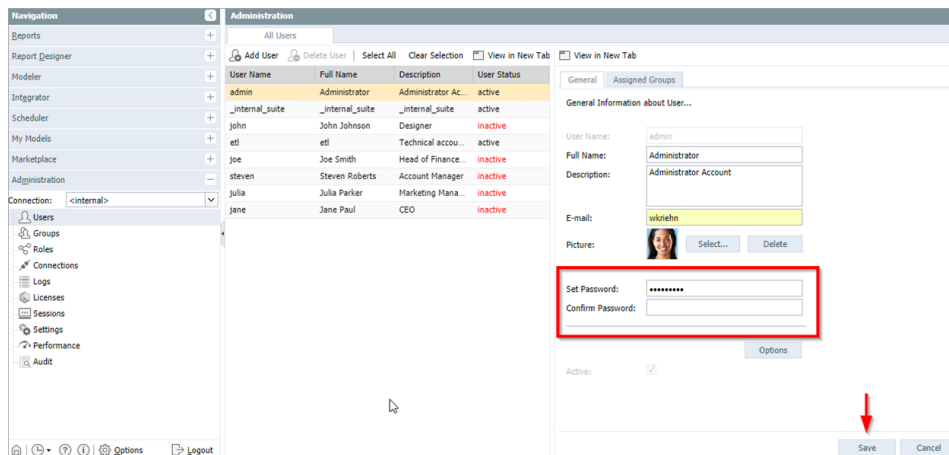 Navigation
Reports
Report Designer
Modeler
Integrator
Scheduler
My Models
Marketplace
Administration
Connection: <internal>
Users
Groups
Roles
Connections
Logs
Licenses
Sessions
Settings
Performance
Audit
Options Logout
Administration
All Users
Add User Delete User Select All Clear Selection View in New Tab
User Name Full Name Description User Status
admin Administrator Administrator Ac... active
_internal_suite _internal_suite _internal_suite active
john John Johnson Designer inactive
etl etl Technical accou... active
joe Joe Smith Head of Finance... inactive
steven Steven Roberts Account Manager inactive
julia Julia Parker Marketing Mana... inactive
jane Jane Paul CEO inactive
View in New Tab
General Assigned Groups
General Information about User...
User Name: admin
Full Name: Administrator
Description: Administrator Account
E-mail: wkriehn
Picture: Select... Delete
Set Password: •••••••••
Confirm Password:
Options
Active:
Save Cancel